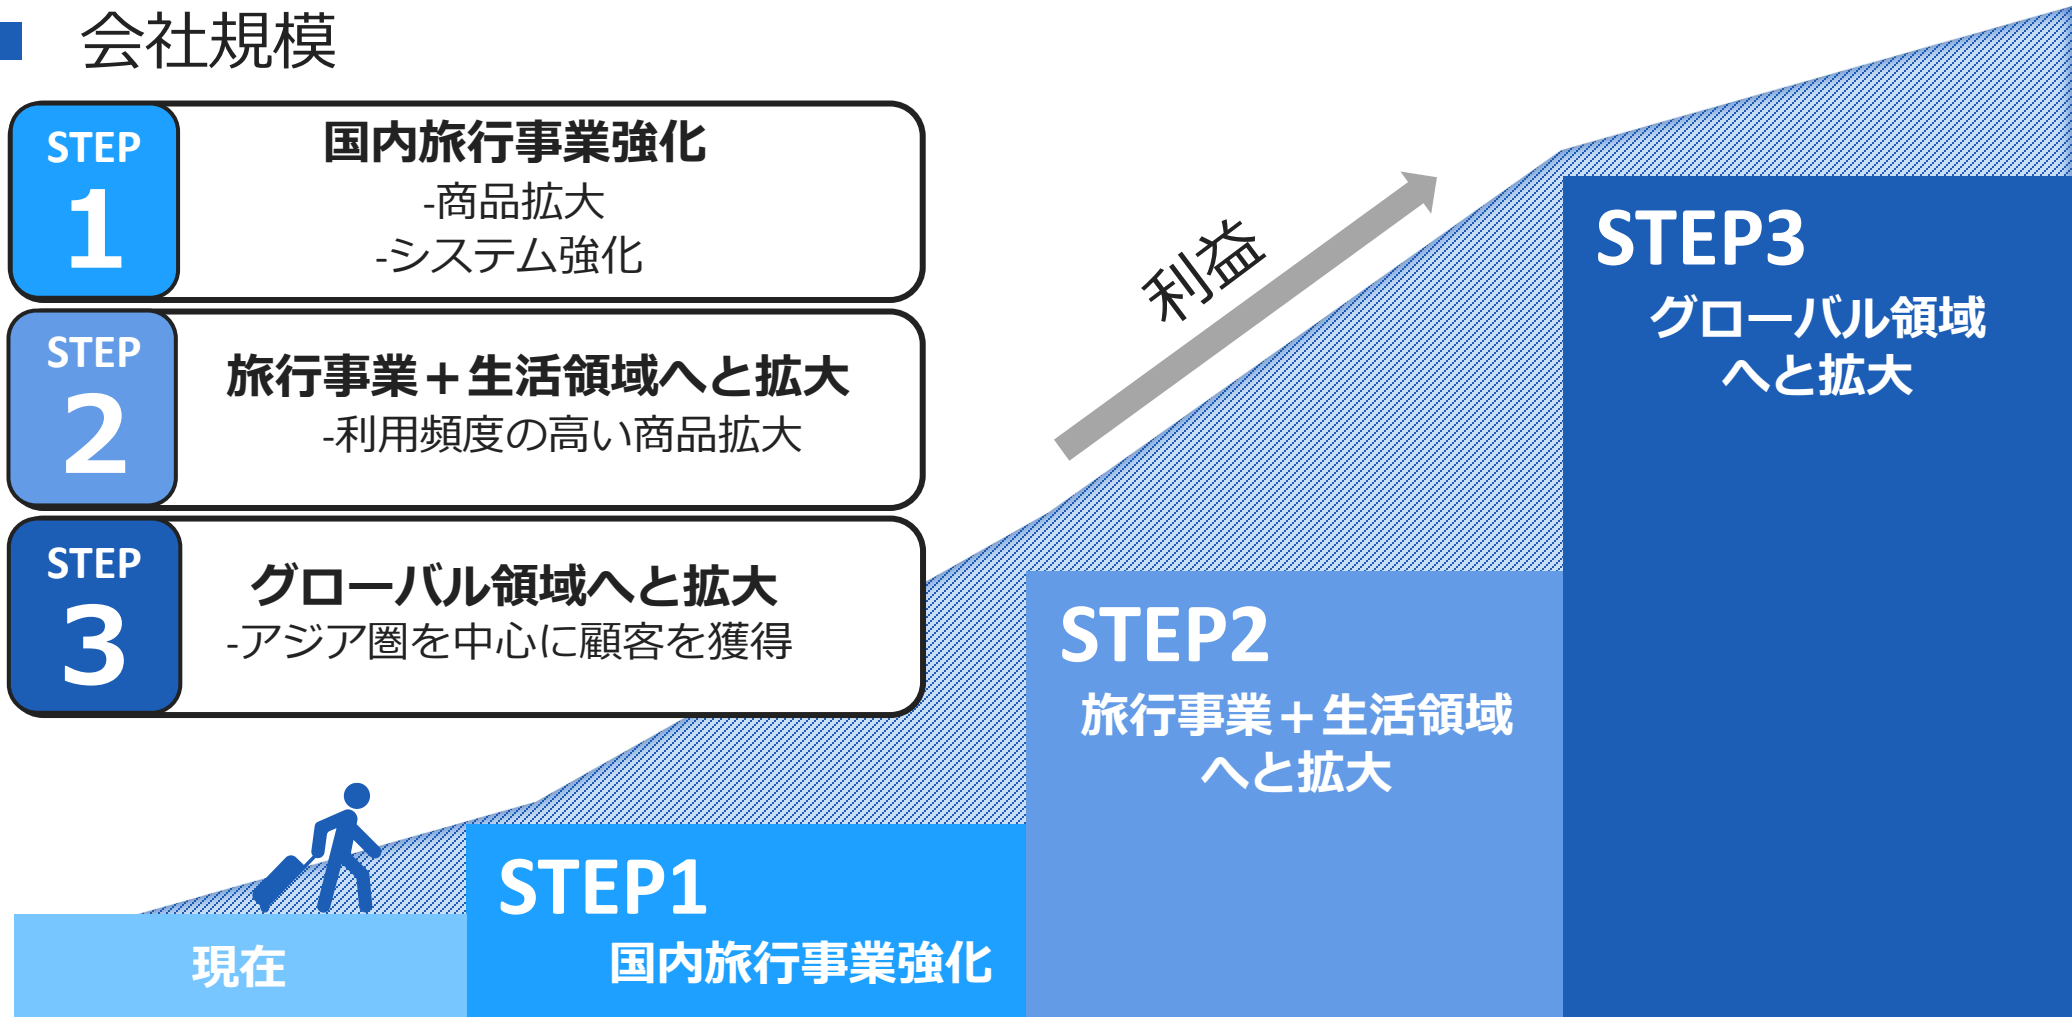 会社規模
STEP
1
国内旅行事業強化
-商品拡大
-システム強化
STEP
2
旅行事業＋生活領域へと拡大
-利用頻度の高い商品拡大
STEP
3
グローバル領域へと拡大
-アジア圏を中心に顧客を獲得
利益
現在
STEP1
国内旅行事業強化
STEP2
旅行事業＋生活領域
へと拡大
STEP3
グローバル領域
へと拡大